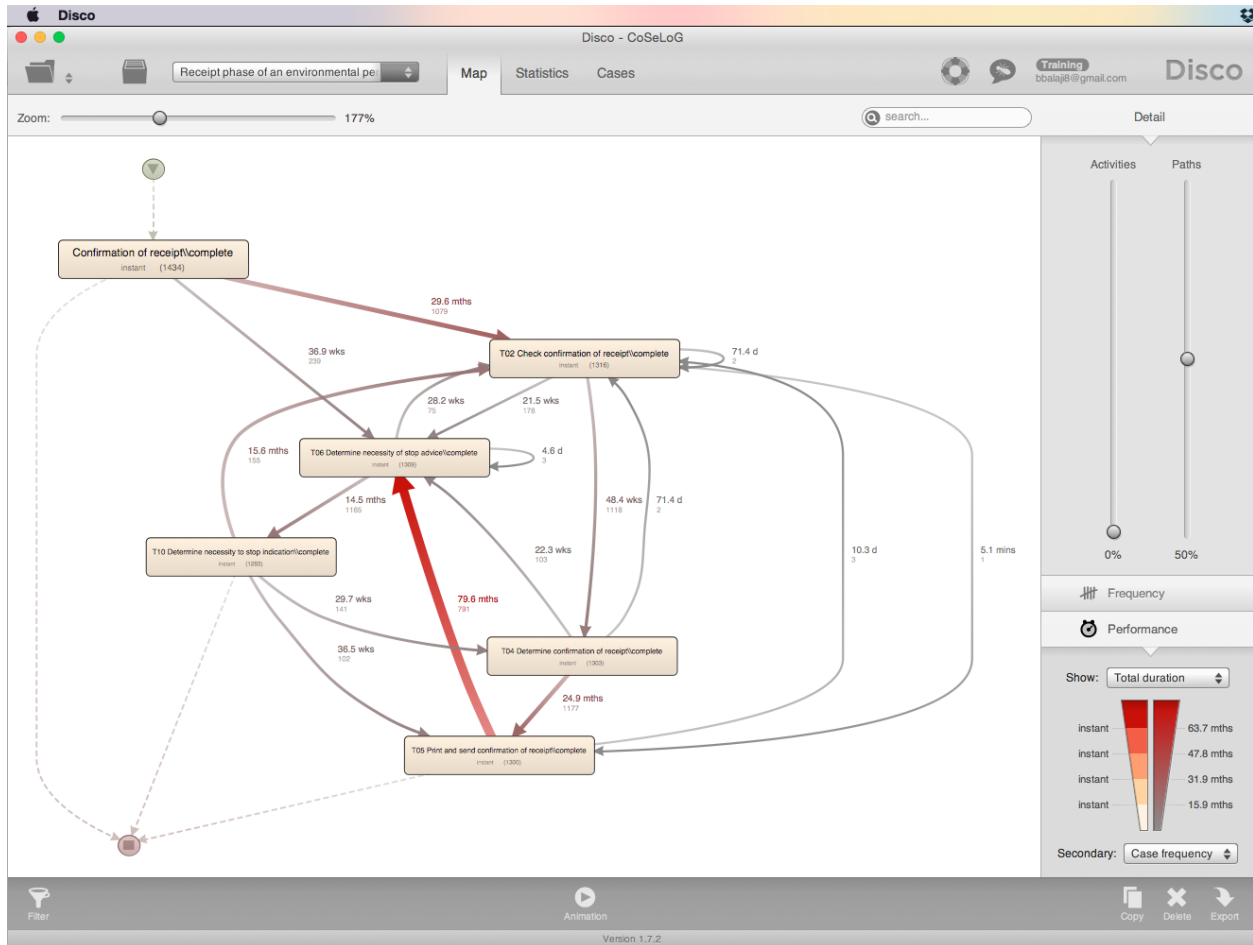 Disco
Disco - CoSeLoG
Receipt phase of an environmental pe
Map
Statistics
Cases
Training
bbalaji8@gmail.com
Disco
Zoom:
177%
search...
Detail
Activities
Paths
Confirmation of receipt\\complete
instant (1434)
29.6 mths
1079
36.9 wks
239
T02 Check confirmation of receipt\\complete
instant (1316)
71.4 d
2
28.2 wks
75
21.5 wks
178
T06 Determine necessity of stop advice\\complete
instant (1309)
4.6 d
3
15.6 mths
155
14.5 mths
1165
48.4 wks
1118
71.4 d
2
T10 Determine necessity to stop indication\\complete
instant (1283)
22.3 wks
103
10.3 d
3
5.1 mins
1
0%
50%
29.7 wks
141
79.6 mths
791
36.5 wks
102
T04 Determine confirmation of receipt\\complete
instant (1303)
24.9 mths
1177
T05 Print and send confirmation of receipt\\complete
instant (1300)
Frequency
Performance
Show:
Total duration
instant
63.7 mths
instant
47.8 mths
instant
31.9 mths
instant
15.9 mths
Secondary:
Case frequency
Filter
Animation
Copy
Delete
Export
Version 1.7.2